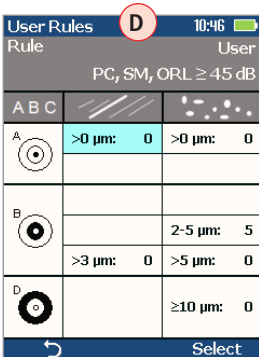 User Rules D 10:46
Rule User
PC, SM, ORL ≥ 45 dB
A B C
A >0 µm: 0 >0 µm: 0
B
2-5 µm: 5
>3 µm: 0 >5 µm: 0
D ≥10 µm: 0
Select